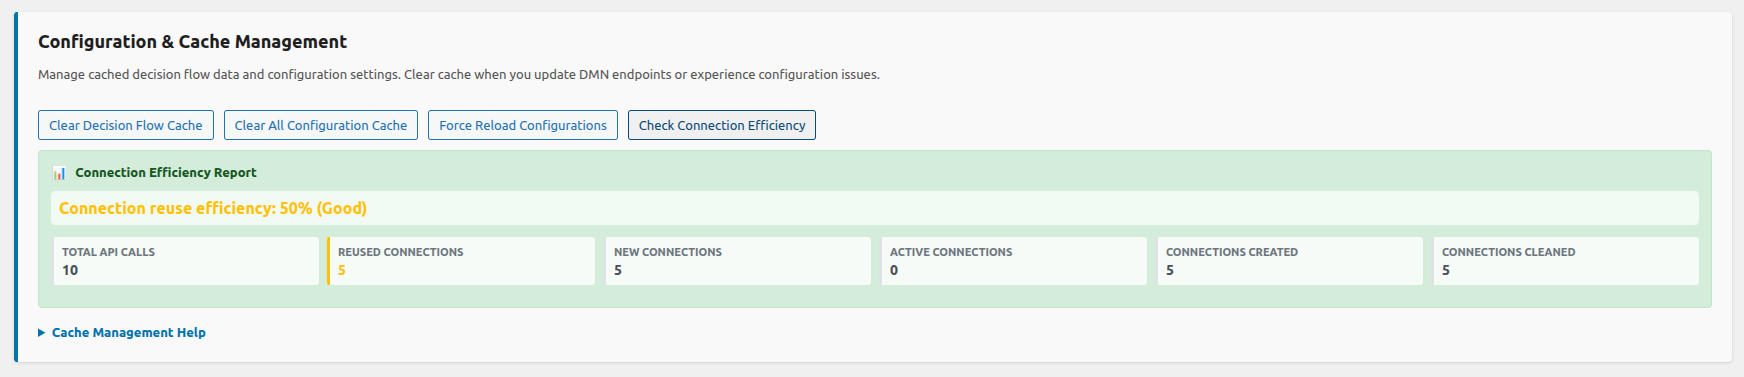 Configuration & Cache Management
Manage cached decision flow data and configuration settings. Clear cache when you update DMN endpoints or experience configuration issues.
Clear Decision Flow Cache
Clear All Configuration Cache
Force Reload Configurations
Check Connection Efficiency
Connection Efficiency Report
Connection reuse efficiency: 50% (Good)
TOTAL API CALLS
10
REUSED CONNECTIONS
5
NEW CONNECTIONS
5
ACTIVE CONNECTIONS
0
CONNECTIONS CREATED
5
CONNECTIONS CLEANED
5
Cache Management Help